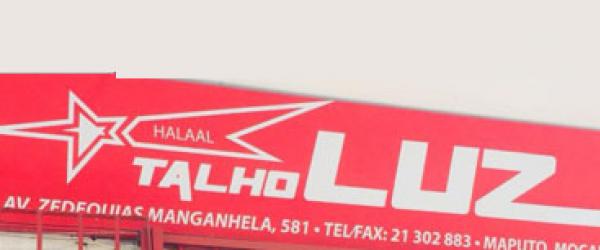 HALAAL
TALHO LUZ
AV. ZEDEQUIAS MANGANHELA, 581 • TEL/FAX: 21 302 883 • MAPUTO, MOÇA